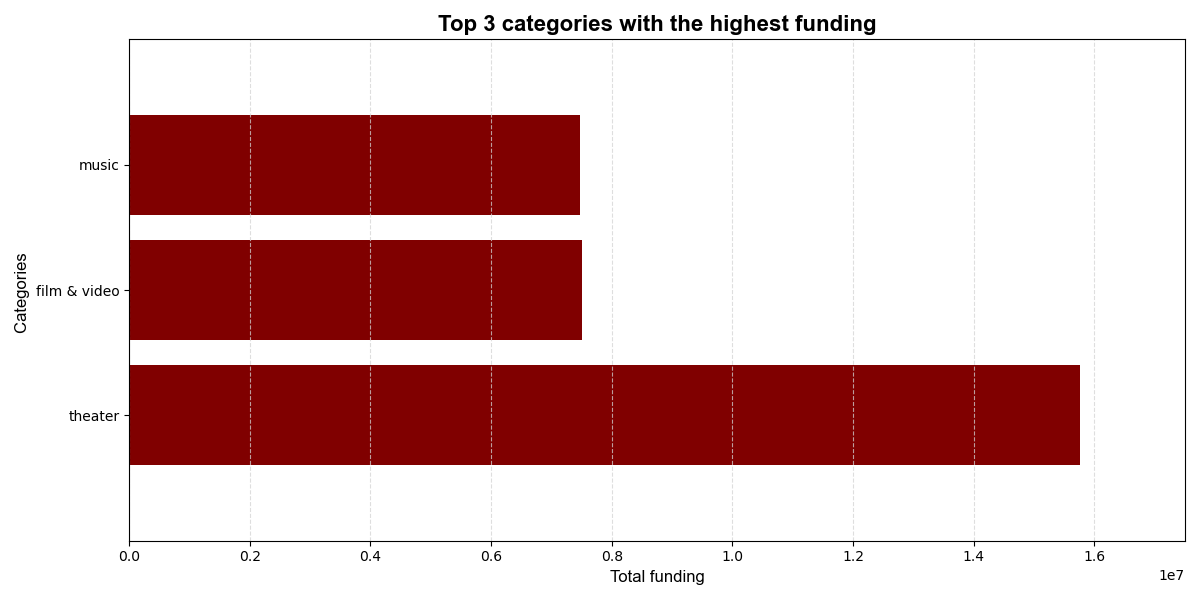 Top 3 categories with the highest funding
Categories
music
film & video
theater
0.0 0.2 0.4 0.6 0.8 1.0 1.2 1.4 1.6
1e7
Total funding